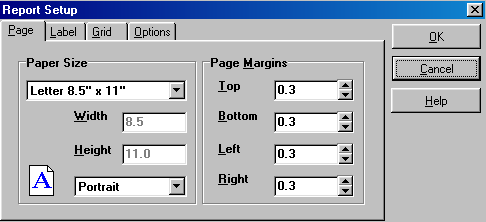 Report Setup
Page Label Grid Options
Paper Size
Letter 8.5" x 11"
Width 8.5
Height 11.0
A Portrait
Page Margins
Top 0.3
Bottom 0.3
Left 0.3
Right 0.3
OK
Cancel
Help